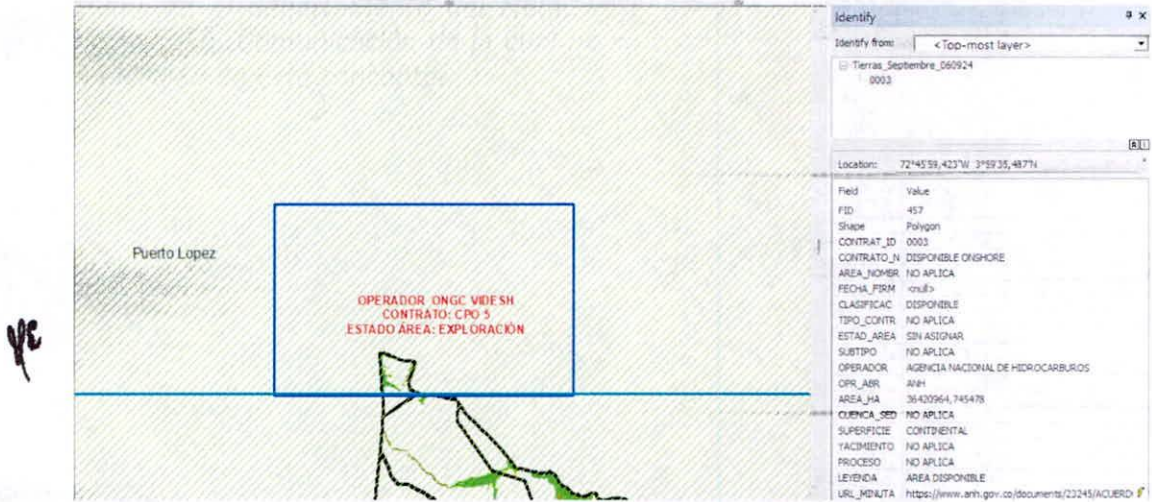 Puerto Lopez
OPERADOR ONGC VIDESH
CONTRATO: CPO 5
ESTADO ÁREA: EXPLORACIÓN
Identify
Identify from: <Top-most layer>
Tierras_Septiembre_060924
0003
Location: 72°45'59,423"W 3°59'35,487"N
Field Value
FID 457
Shape Polygon
CONTRAT_ID 0003
CONTRATO_N DISPONIBLE ONSHORE
AREA_NOMBR NO APLICA
FECHA_FIRM <null>
CLASIFICAC DISPONIBLE
TIPO_CONTR NO APLICA
ESTAD_AREA SIN ASIGNAR
SUBTIPO NO APLICA
OPERADOR AGENCIA NACIONAL DE HIDROCARBUROS
OPR_ABR ANH
AREA_HA 36420964,745478
CUENCA_SED NO APLICA
SUPERFICIE CONTINENTAL
YACIMIENTO NO APLICA
PROCESO NO APLICA
LEYENDA AREA DISPONIBLE
URL_MINUTA https://www.anh.gov.co/documents/23245/ACUERD